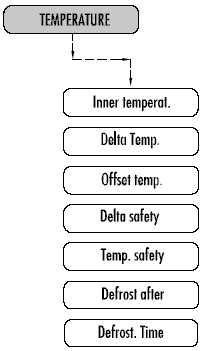 TEMPERATURE
Inner temperat.
Delta Temp.
Offset temp.
Delta safety
Temp. safety
Defrost after
Defrost. Time